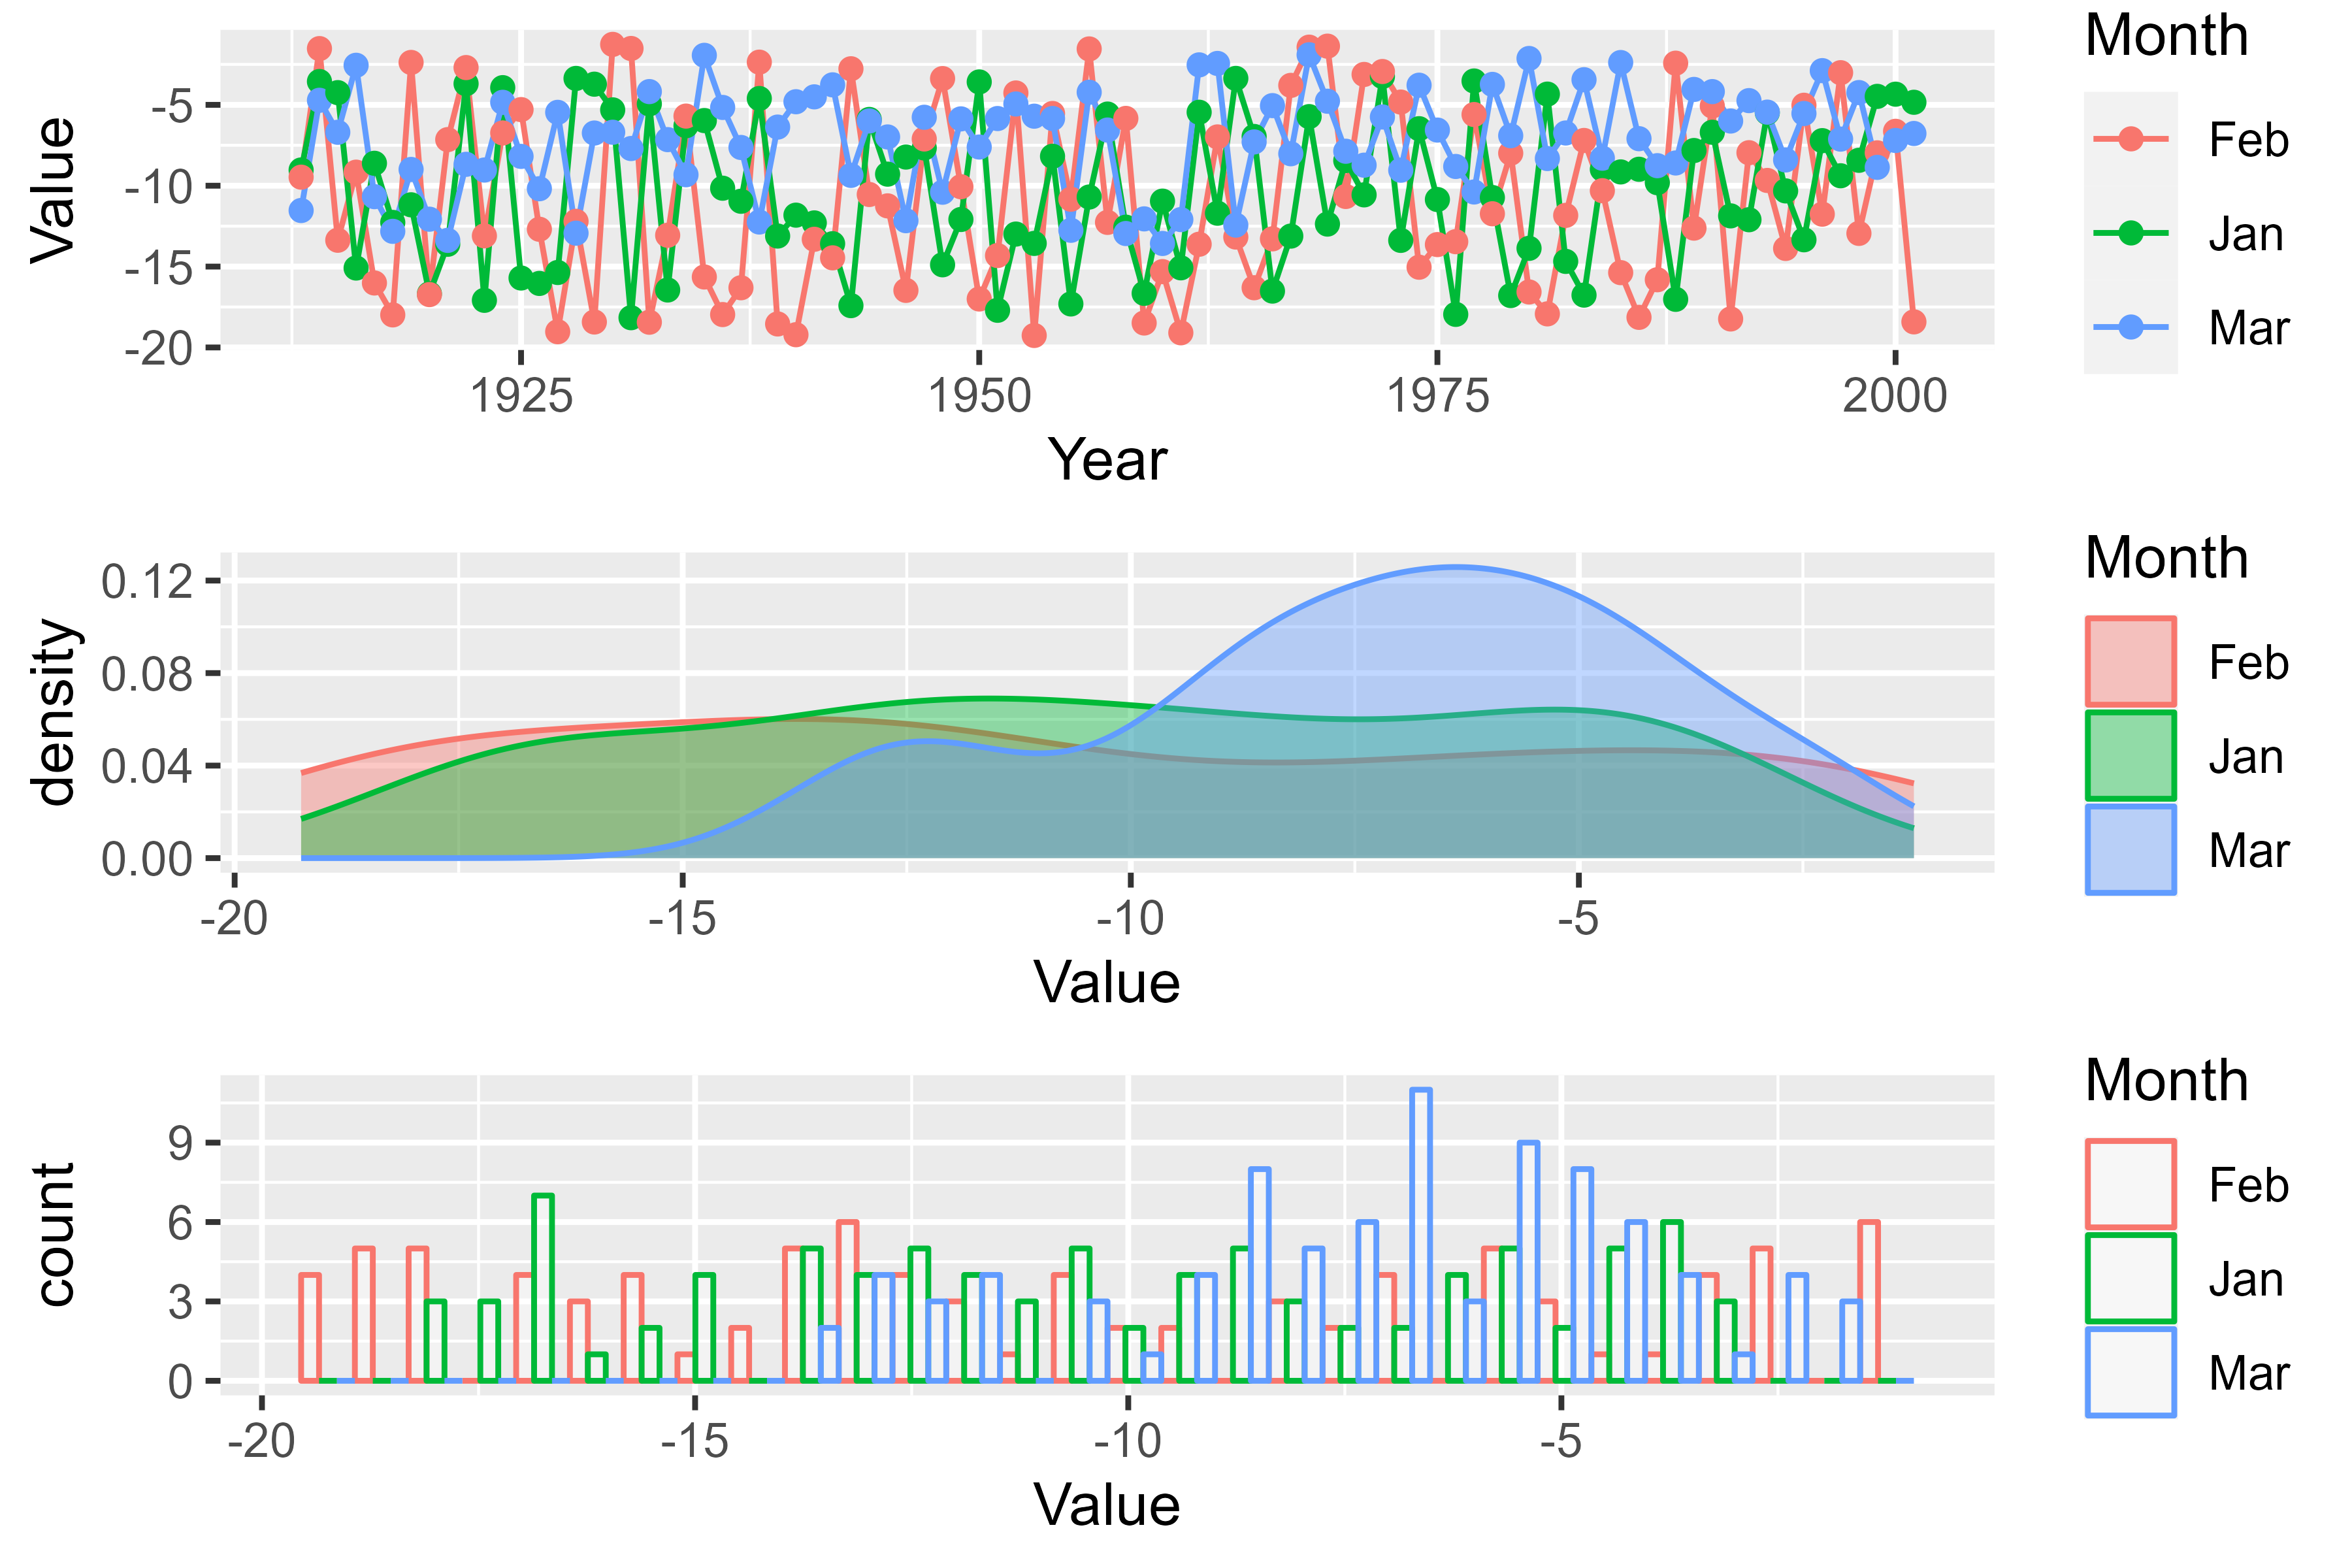 Value
-5
-10
-15
-20
1925 1950 1975 2000
Year
Month
Feb
Jan
Mar
density
0.12
0.08
0.04
0.00
-20 -15 -10 -5
Value
Month
Feb
Jan
Mar
count
9
6
3
0
-20 -15 -10 -5
Value
Month
Feb
Jan
Mar